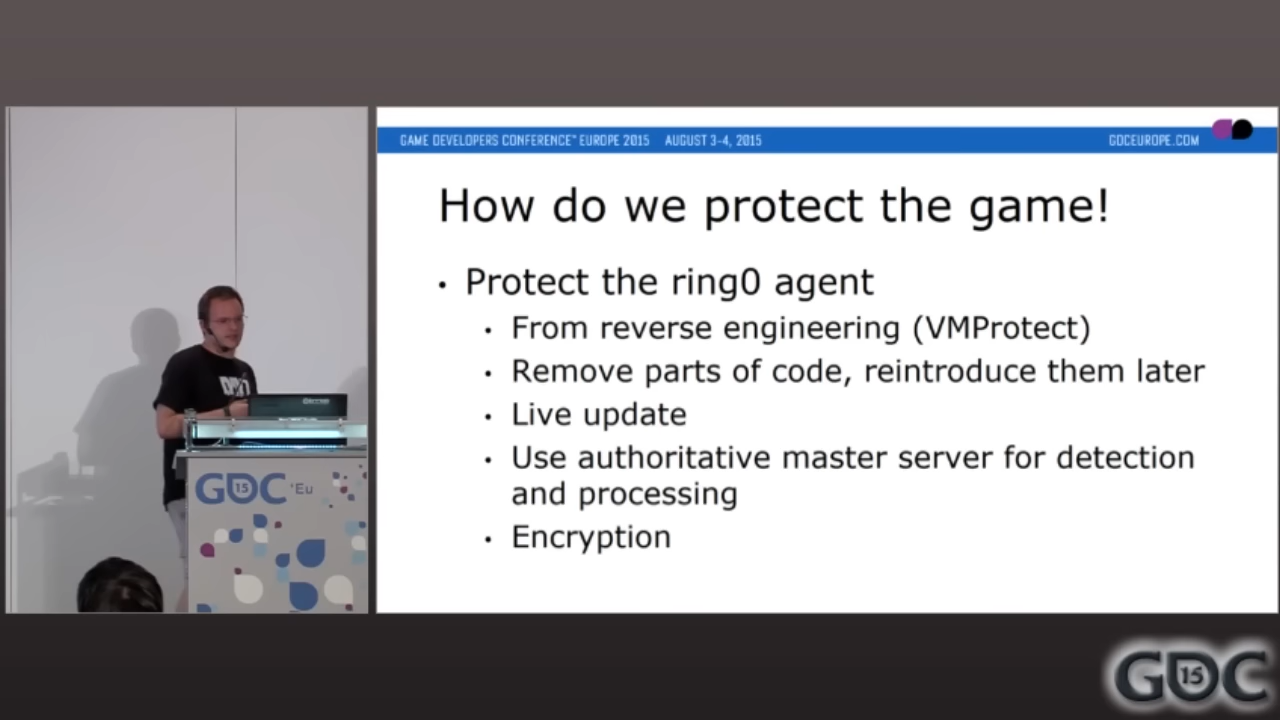 GAME DEVELOPERS CONFERENCE™ EUROPE 2015 AUGUST 3-4, 2015
GDCEUROPE.COM
How do we protect the game!
• Protect the ring0 agent
• From reverse engineering (VMProtect)
• Remove parts of code, reintroduce them later
• Live update
• Use authoritative master server for detection
and processing
• Encryption
GDC 15 'Eu
GDC 15